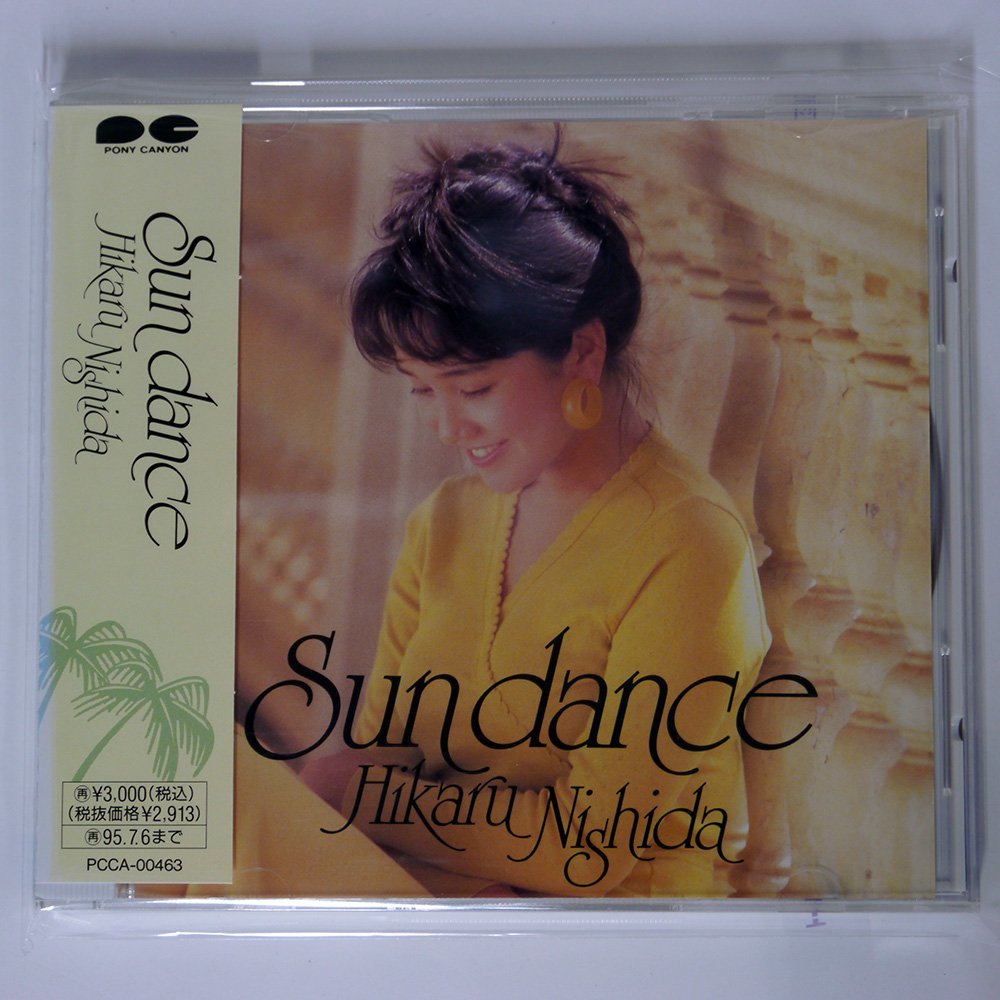 PONY CANYON
Sun dance
Hikaru Nishida
再¥3,000(税込)
(税抜価格¥2,913)
再95.7.6まで
PCCA-00463
Sun dance
Hikaru Nishida